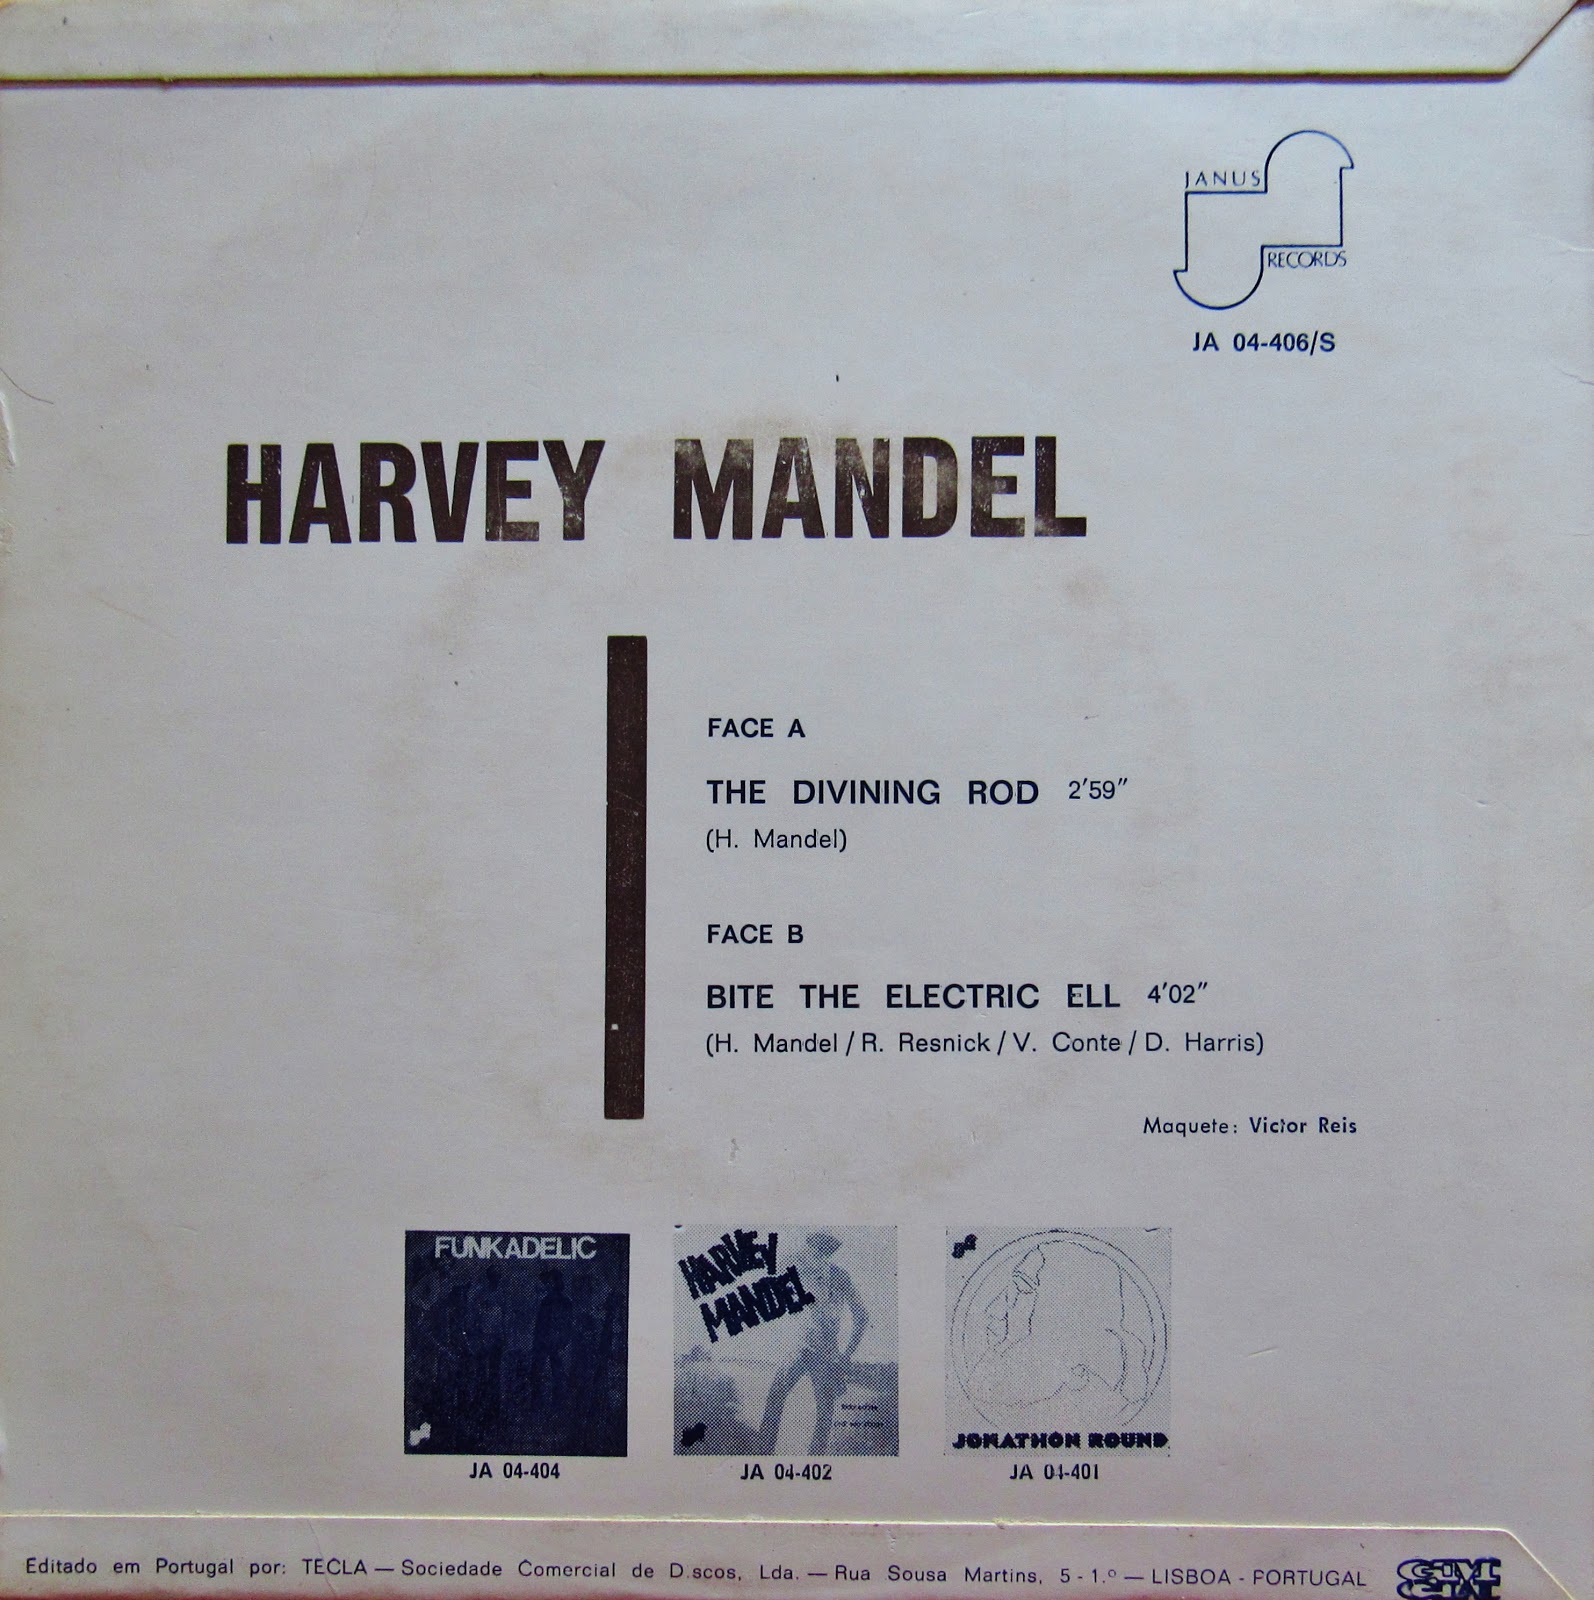 JANUS
RECORDS
JA 04-406/S
HARVEY MANDEL
FACE A
THE DIVINING ROD 2'59"
(H. Mandel)
FACE B
BITE THE ELECTRIC ELL 4'02"
(H. Mandel / R. Resnick / V. Conte / D. Harris)
Maquete: Victor Reis
FUNKADELIC
HARVEY
MANDEL
JONATHON ROUND
JA 04-404
JA 04-402
JA 04-401
Editado em Portugal por: TECLA — Sociedade Comercial de D.scos, Lda. — Rua Sousa Martins, 5 - 1.º — LISBOA - PORTUGAL